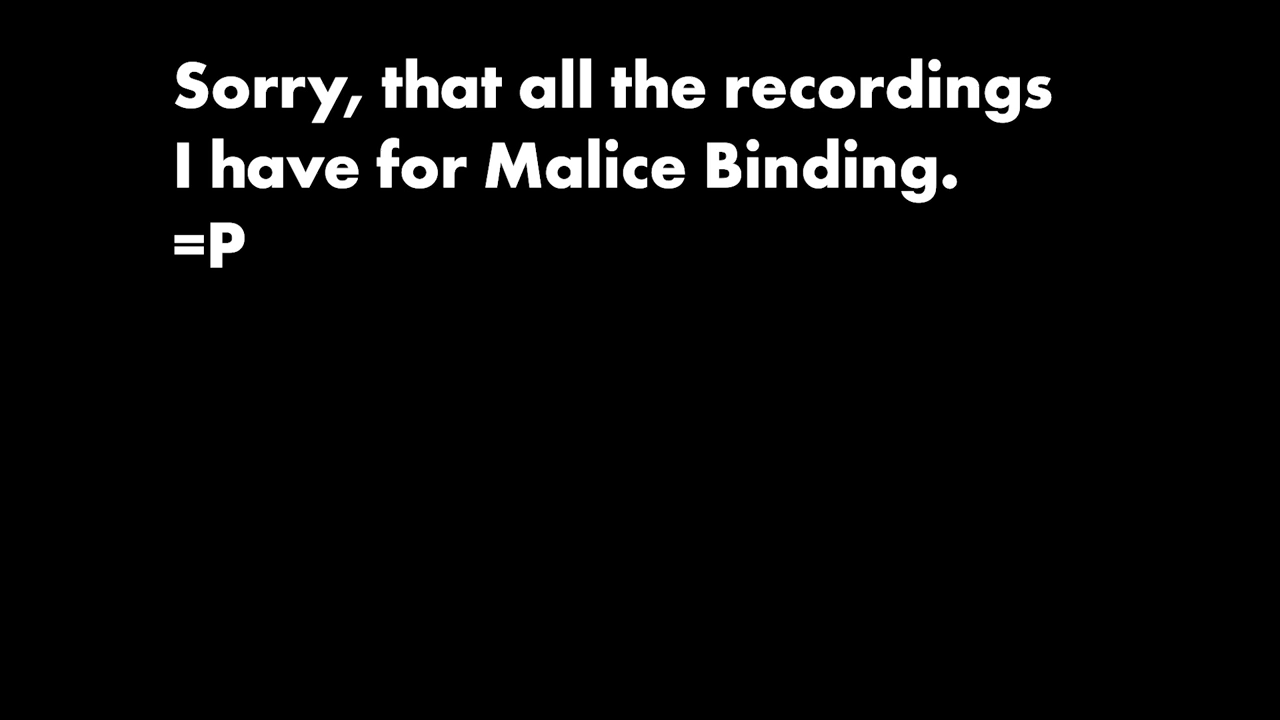 Sorry, that all the recordings
I have for Malice Binding.
=P